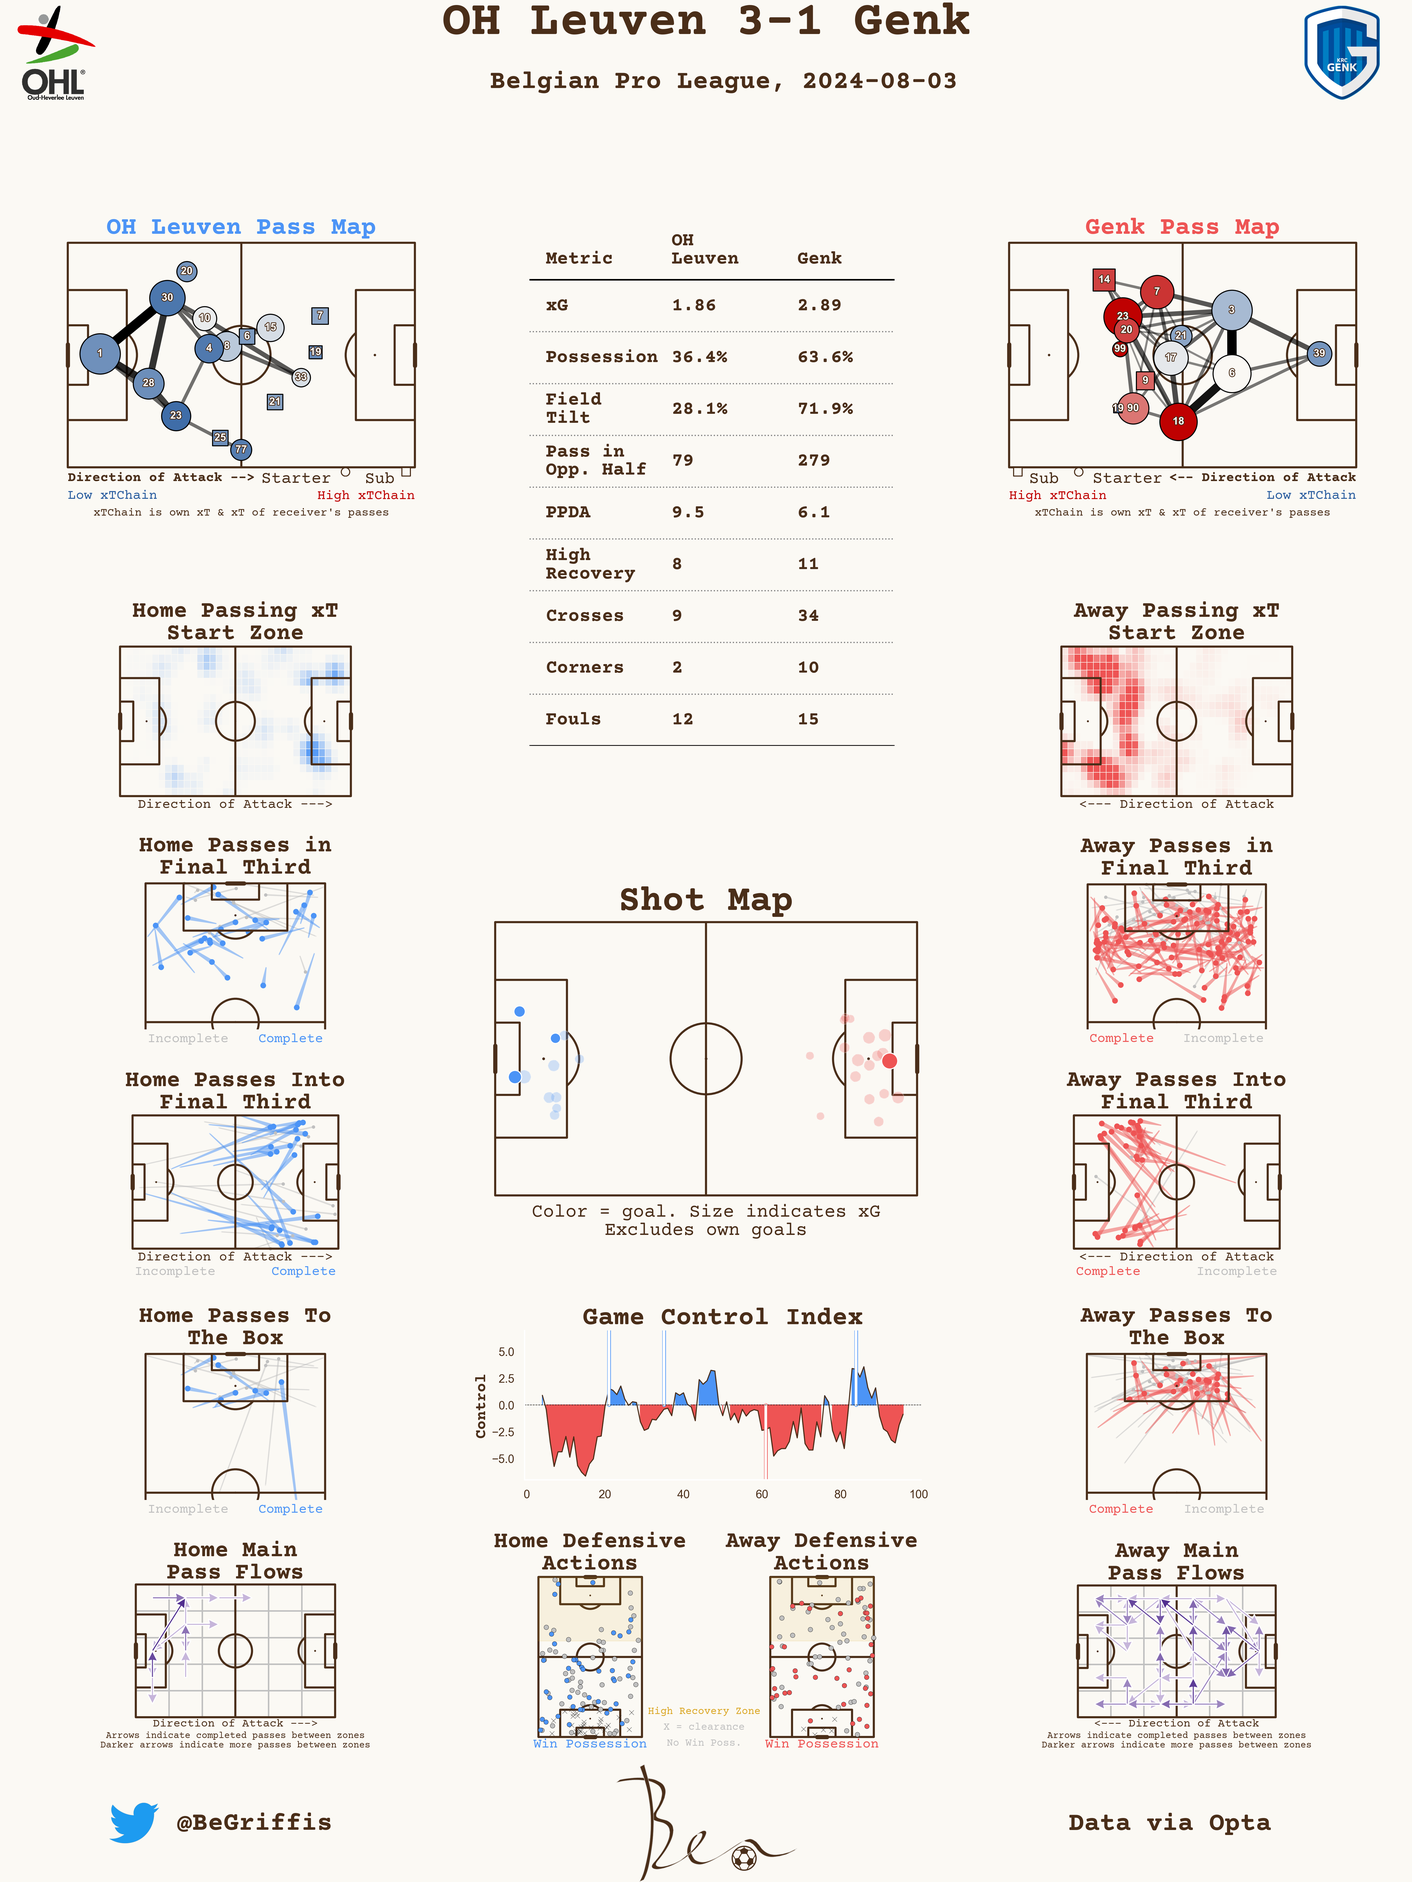 OH Leuven 3-1 Genk
Belgian Pro League, 2024-08-03
OHL®
Oud-Heverlee Leuven
KRC
GENK
OH Leuven Pass Map
20
30
10
15
7
6
8
4
19
1
33
28
21
23
25
77
Direction of Attack --> Starter Sub
Low xTChain High xTChain
xTChain is own xT & xT of receiver's passes
Metric OH Leuven Genk
xG 1.86 2.89
Possession 36.4% 63.6%
Field Tilt 28.1% 71.9%
Pass in Opp. Half 79 279
PPDA 9.5 6.1
High Recovery 8 11
Crosses 9 34
Corners 2 10
Fouls 12 15
Genk Pass Map
14
7
3
23
20
21
99
17
39
9
6
19
90
18
Sub Starter <-- Direction of Attack
High xTChain Low xTChain
xTChain is own xT & xT of receiver's passes
Home Passing xT
Start Zone
Direction of Attack --->
Away Passing xT
Start Zone
<--- Direction of Attack
Home Passes in
Final Third
Incomplete Complete
Away Passes in
Final Third
Complete Incomplete
Shot Map
Color = goal. Size indicates xG
Excludes own goals
Home Passes Into
Final Third
Direction of Attack --->
Incomplete Complete
Away Passes Into
Final Third
<--- Direction of Attack
Complete Incomplete
Home Passes To
The Box
Incomplete Complete
Game Control Index
Control
5.0
2.5
0.0
−2.5
−5.0
0 20 40 60 80 100
Away Passes To
The Box
Complete Incomplete
Home Main
Pass Flows
Direction of Attack --->
Arrows indicate completed passes between zones
Darker arrows indicate more passes between zones
Home Defensive
Actions
Win Possession
Away Defensive
Actions
Win Possession
High Recovery Zone
X = clearance
No Win Poss.
Away Main
Pass Flows
<--- Direction of Attack
Arrows indicate completed passes between zones
Darker arrows indicate more passes between zones
@BeGriffis
Ben
Data via Opta